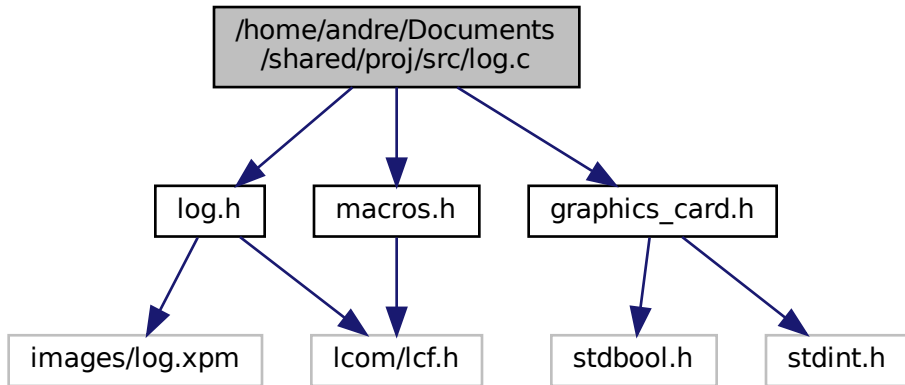 /home/andre/Documents
/shared/proj/src/log.c
log.h
macros.h
graphics_card.h
images/log.xpm
lcom/lcf.h
stdbool.h
stdint.h